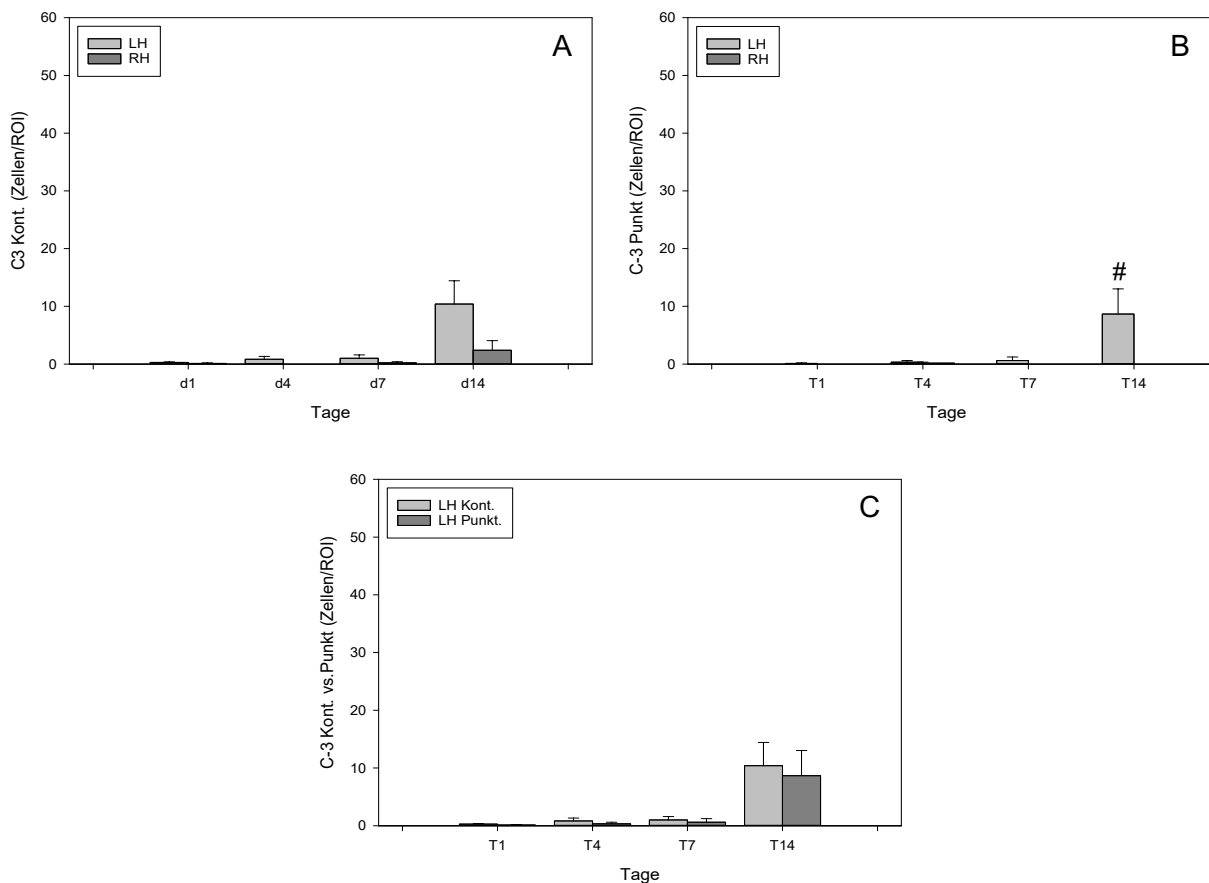 A
LH
RH
C3 Kont. (Zellen/ROI)
60
50
40
30
20
10
0
d1 d4 d7 d14
Tage
B
LH
RH
C-3 Punkt (Zellen/ROI)
60
50
40
30
20
10
0
#
T1 T4 T7 T14
Tage
C
LH Kont.
LH Punkt.
C-3 Kont. vs.Punkt (Zellen/ROI)
60
50
40
30
20
10
0
T1 T4 T7 T14
Tage